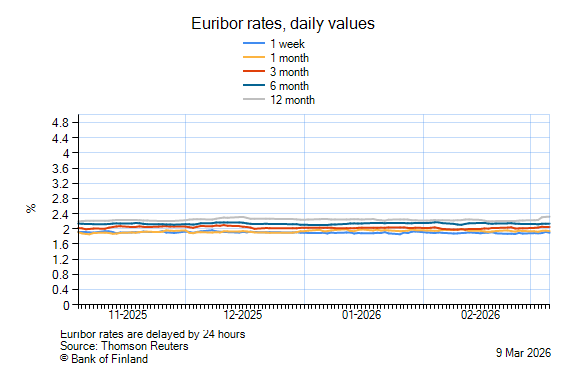 Euribor rates, daily values
1 week
1 month
3 month
6 month
12 month
%
4.8
4.4
4
3.6
3.2
2.8
2.4
2
1.6
1.2
0.8
0.4
0
11-2025 12-2025 01-2026 02-2026
Euribor rates are delayed by 24 hours
Source: Thomson Reuters
© Bank of Finland
9 Mar 2026